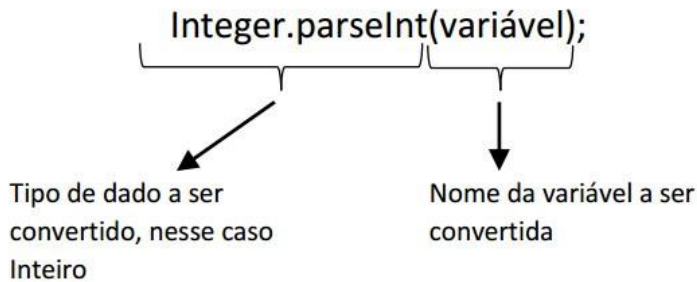 Integer.parseInt(variável);
Tipo de dado a ser
convertido, nesse caso
Inteiro
Nome da variável a ser
convertida